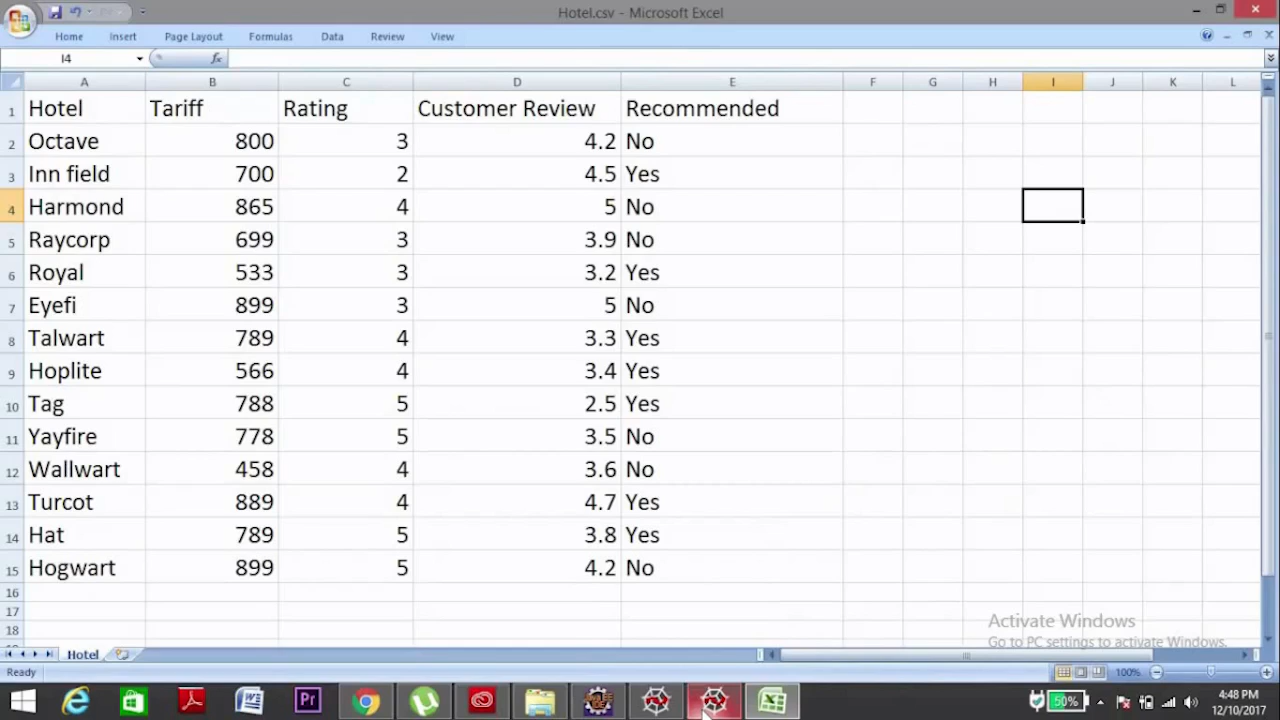 Hotel.csv - Microsoft Excel
Home Insert Page Layout Formulas Data Review View
I4 fx
A B C D E F G H I J K L
1 Hotel Tariff Rating Customer Review Recommended
2 Octave 800 3 4.2 No
3 Inn field 700 2 4.5 Yes
4 Harmond 865 4 5 No
5 Raycorp 699 3 3.9 No
6 Royal 533 3 3.2 Yes
7 Eyefi 899 3 5 No
8 Talwart 789 4 3.3 Yes
9 Hoplite 566 4 3.4 Yes
10 Tag 788 5 2.5 Yes
11 Yayfire 778 5 3.5 No
12 Wallwart 458 4 3.6 No
13 Turcot 889 4 4.7 Yes
14 Hat 789 5 3.8 Yes
15 Hogwart 899 5 4.2 No
16
17
18
Activate Windows
Go to PC settings to activate Windows.
Hotel
Ready 100%
Pr 50% 4:48 PM
12/10/2017